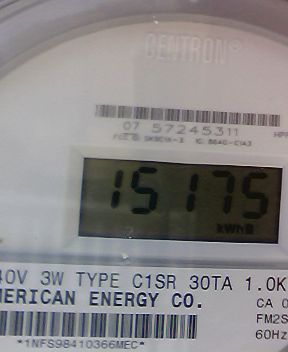 CENTRON®
07 57245311
15175
kWh
40V 3W TYPE C1SR 30TA 1.0K
MERICAN ENERGY CO.
CA 0
FM2S
60Hz
*1NFS98410366MEC*